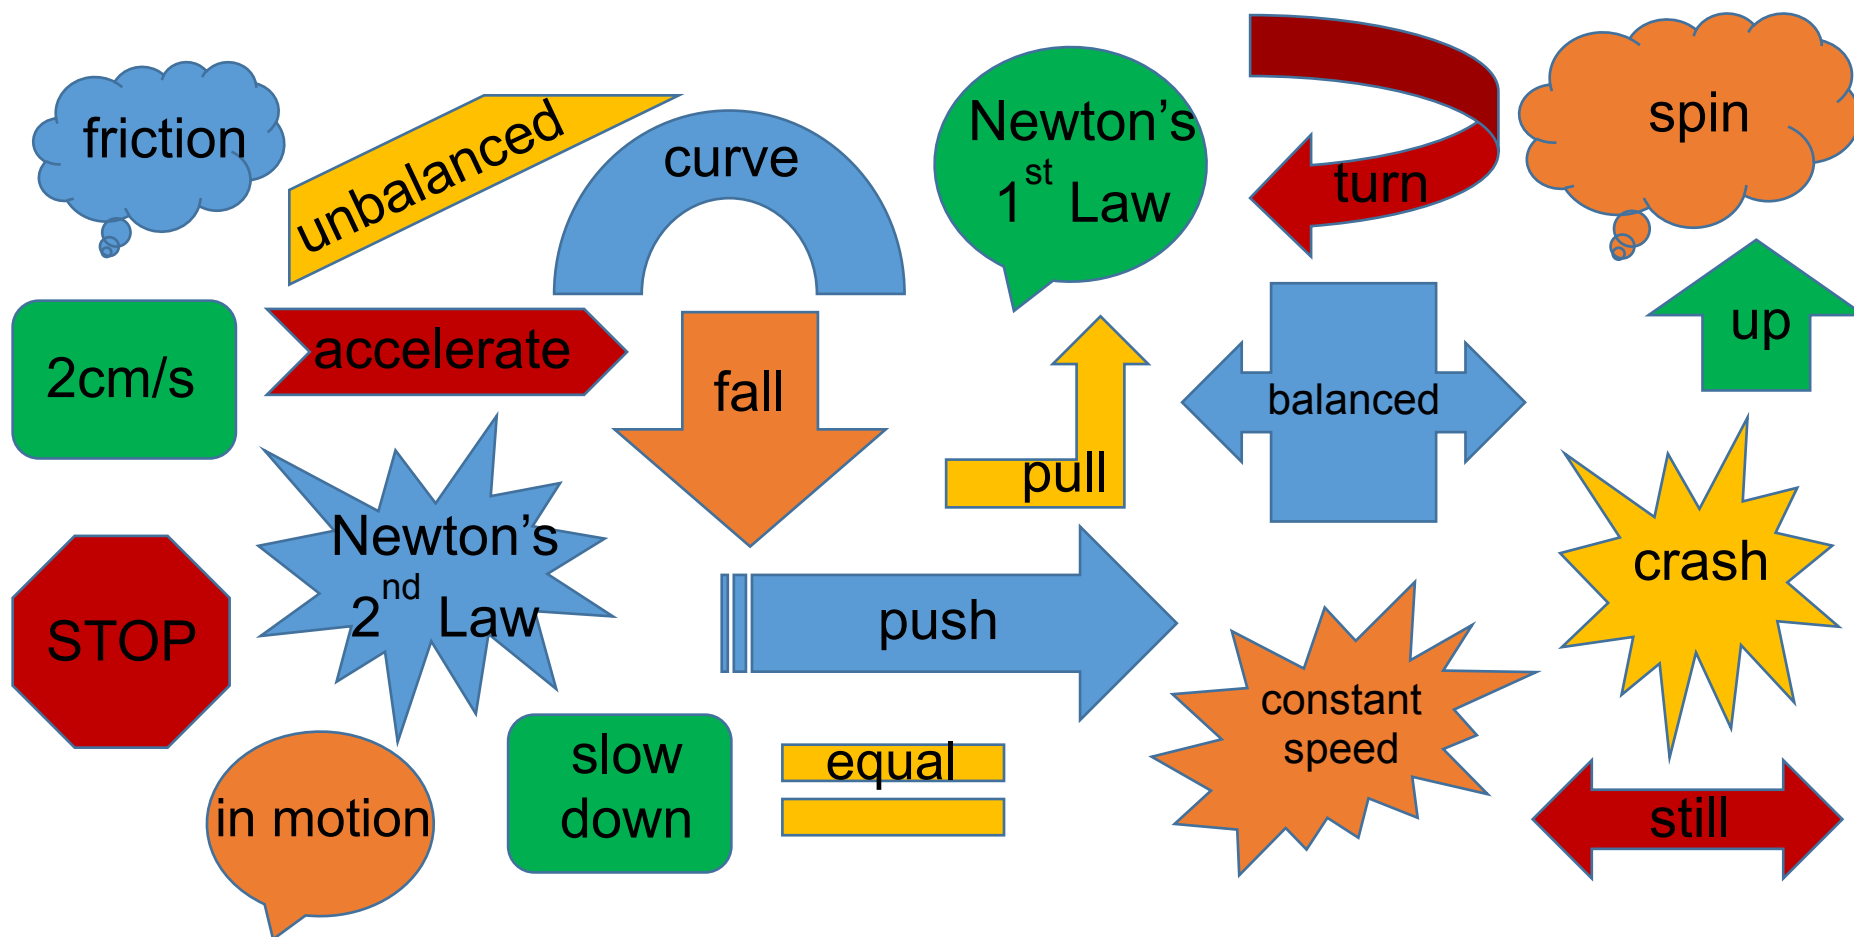 friction
unbalanced
curve
Newton's
1st Law
turn
spin
2cm/s
accelerate
fall
pull
balanced
up
STOP
Newton's
2nd Law
push
constant
speed
crash
in motion
slow
down
equal
still